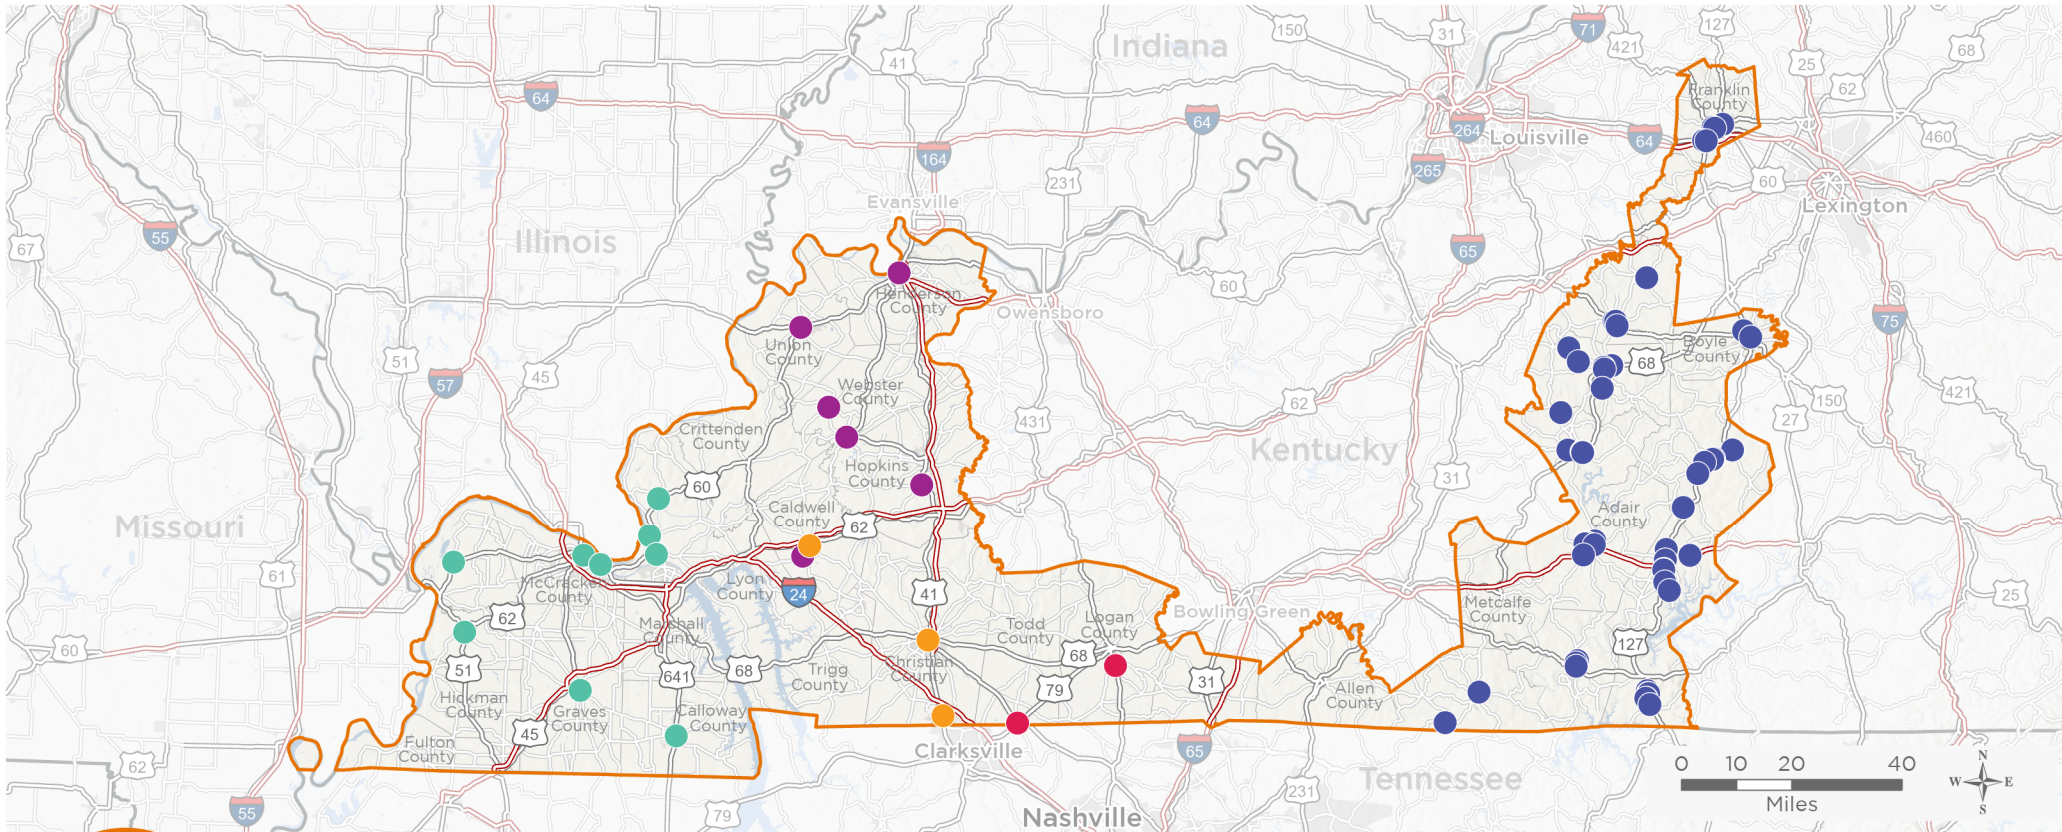 150
31
71
421
127
25
68
41
Indiana
62
64
64
Franklin
County
264
Louisville
64
460
164
265
231
60
Evansville
Lexington
55
67
Illinois
65
60
Henderson
County
Owensboro
75
Union
County
Boyle
County
51
57
45
68
Webster
County
62
421
431
27
150
Crittenden
County
Kentucky
Hopkins
County
31
60
Missouri
Caldwell
County
62
Adair
County
61
McCracken
County
Lyon
County
24
41
25
62
Metcalfe
County
Bowling Green
Marshall
County
Todd
County
Logan
County
60
127
51
641
68
Trigg
County
Christian
County
68
79
31
Hickman
County
Graves
County
Calloway
County
Allen
County
45
Fulton
County
Clarksville
65
62
Tennessee
231
0 10 20 40
Miles
N
W E
S
55
79
Nashville